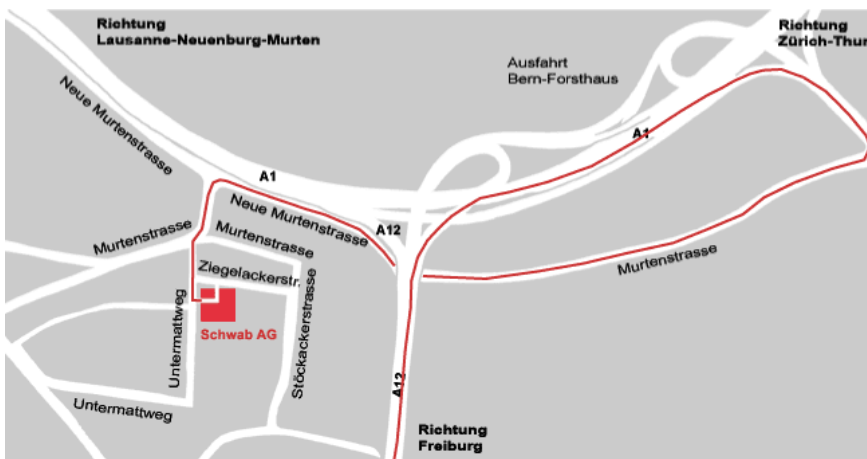 Richtung
Lausanne-Neuenburg-Murten
Richtung
Zürich-Thur
Ausfahrt
Bern-Forsthaus
Neue Murtenstrasse
A1
A1
Neue Murtenstrasse
A12
Murtenstrasse
Murtenstrasse
Murtenstrasse
Ziegelackerstr.
Schwab AG
Untermattweg
Stöckackerstrasse
A12
Untermattweg
Richtung
Freiburg